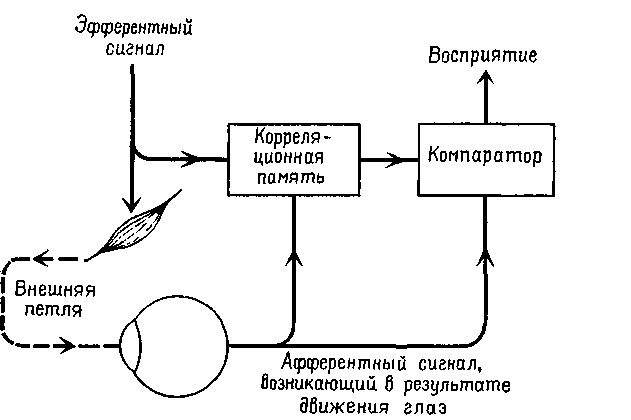 Эфферентный
сигнал
Восприятие
Корреля-
ционная
память
Компаратор
Внешняя
петля
Афферентный сигнал,
возникающий в результате
движения глаз